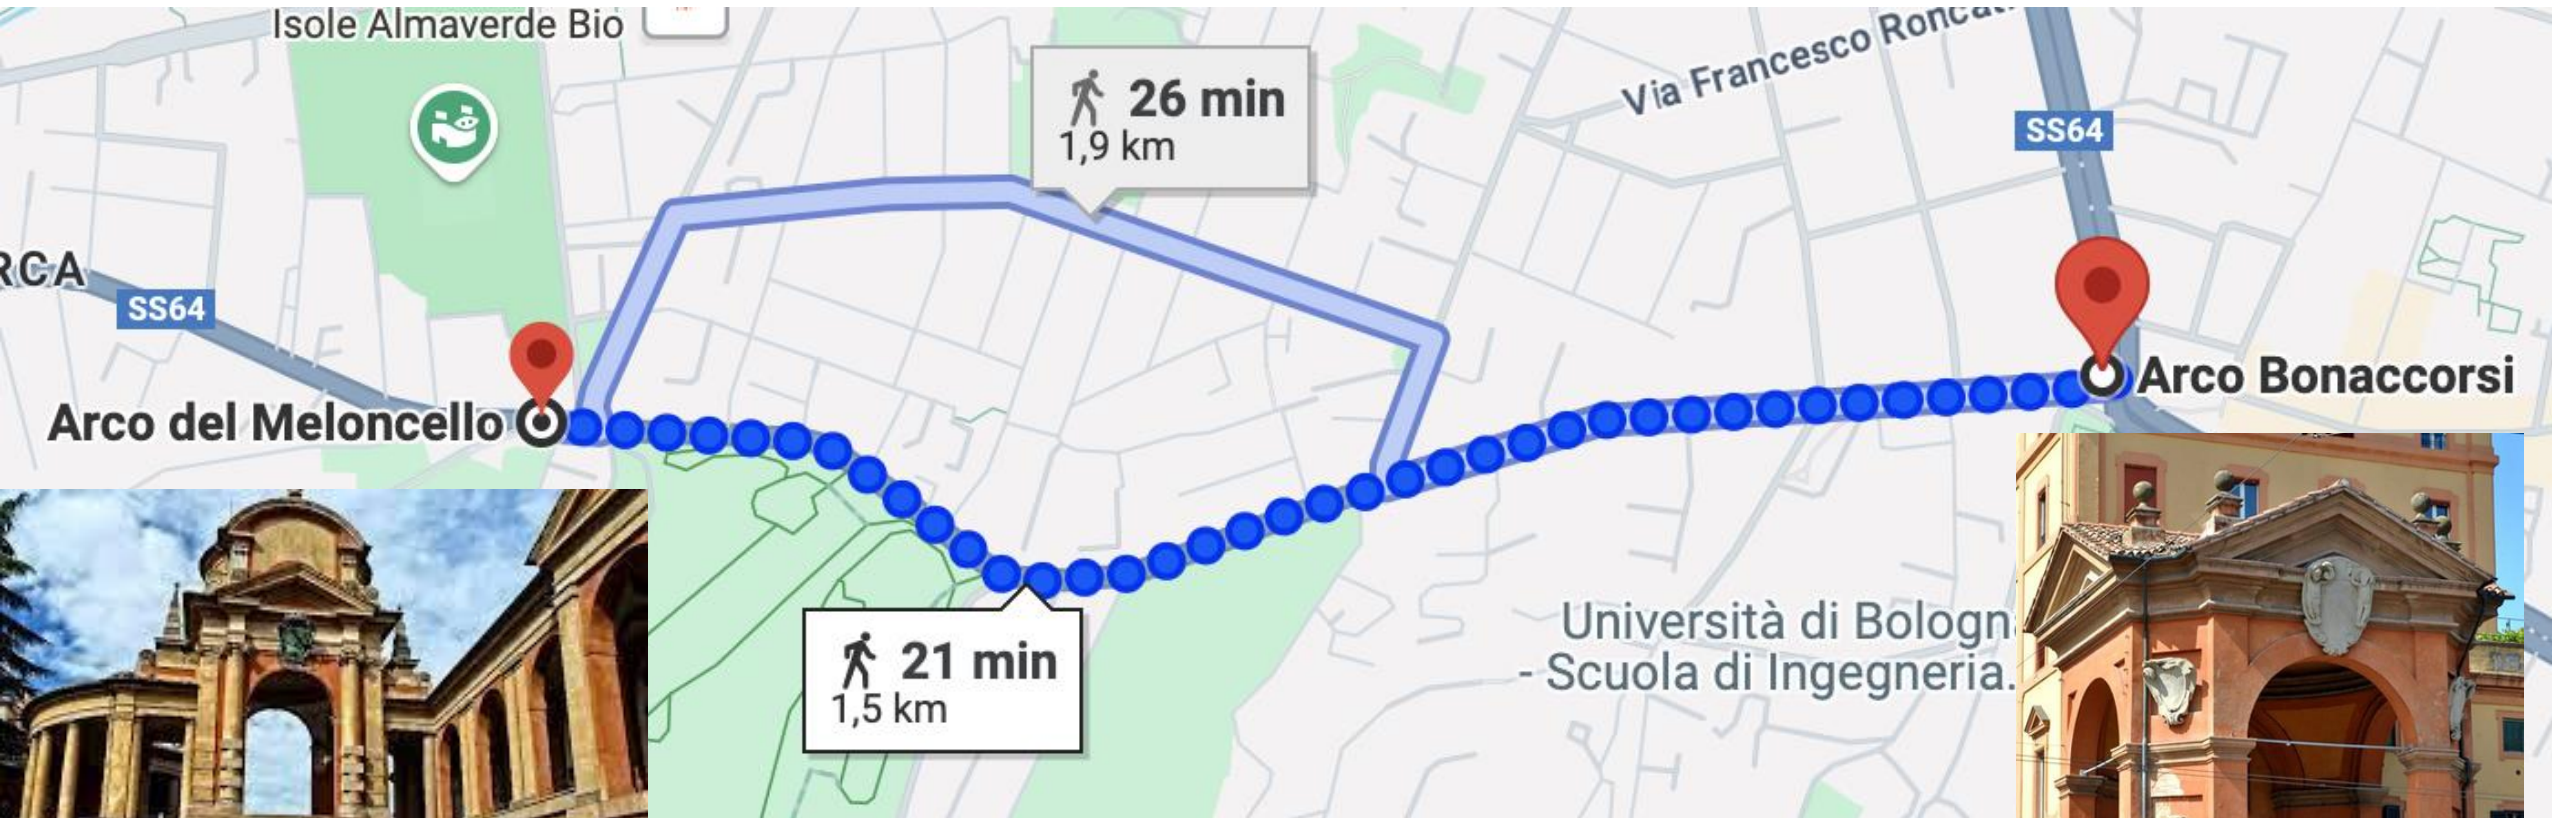 Isole Almaverde Bio
26 min
1,9 km
Via Francesco Roncati
SS64
RCA
SS64
Arco del Meloncello
Arco Bonaccorsi
21 min
1,5 km
Università di Bologna
- Scuola di Ingegneria.